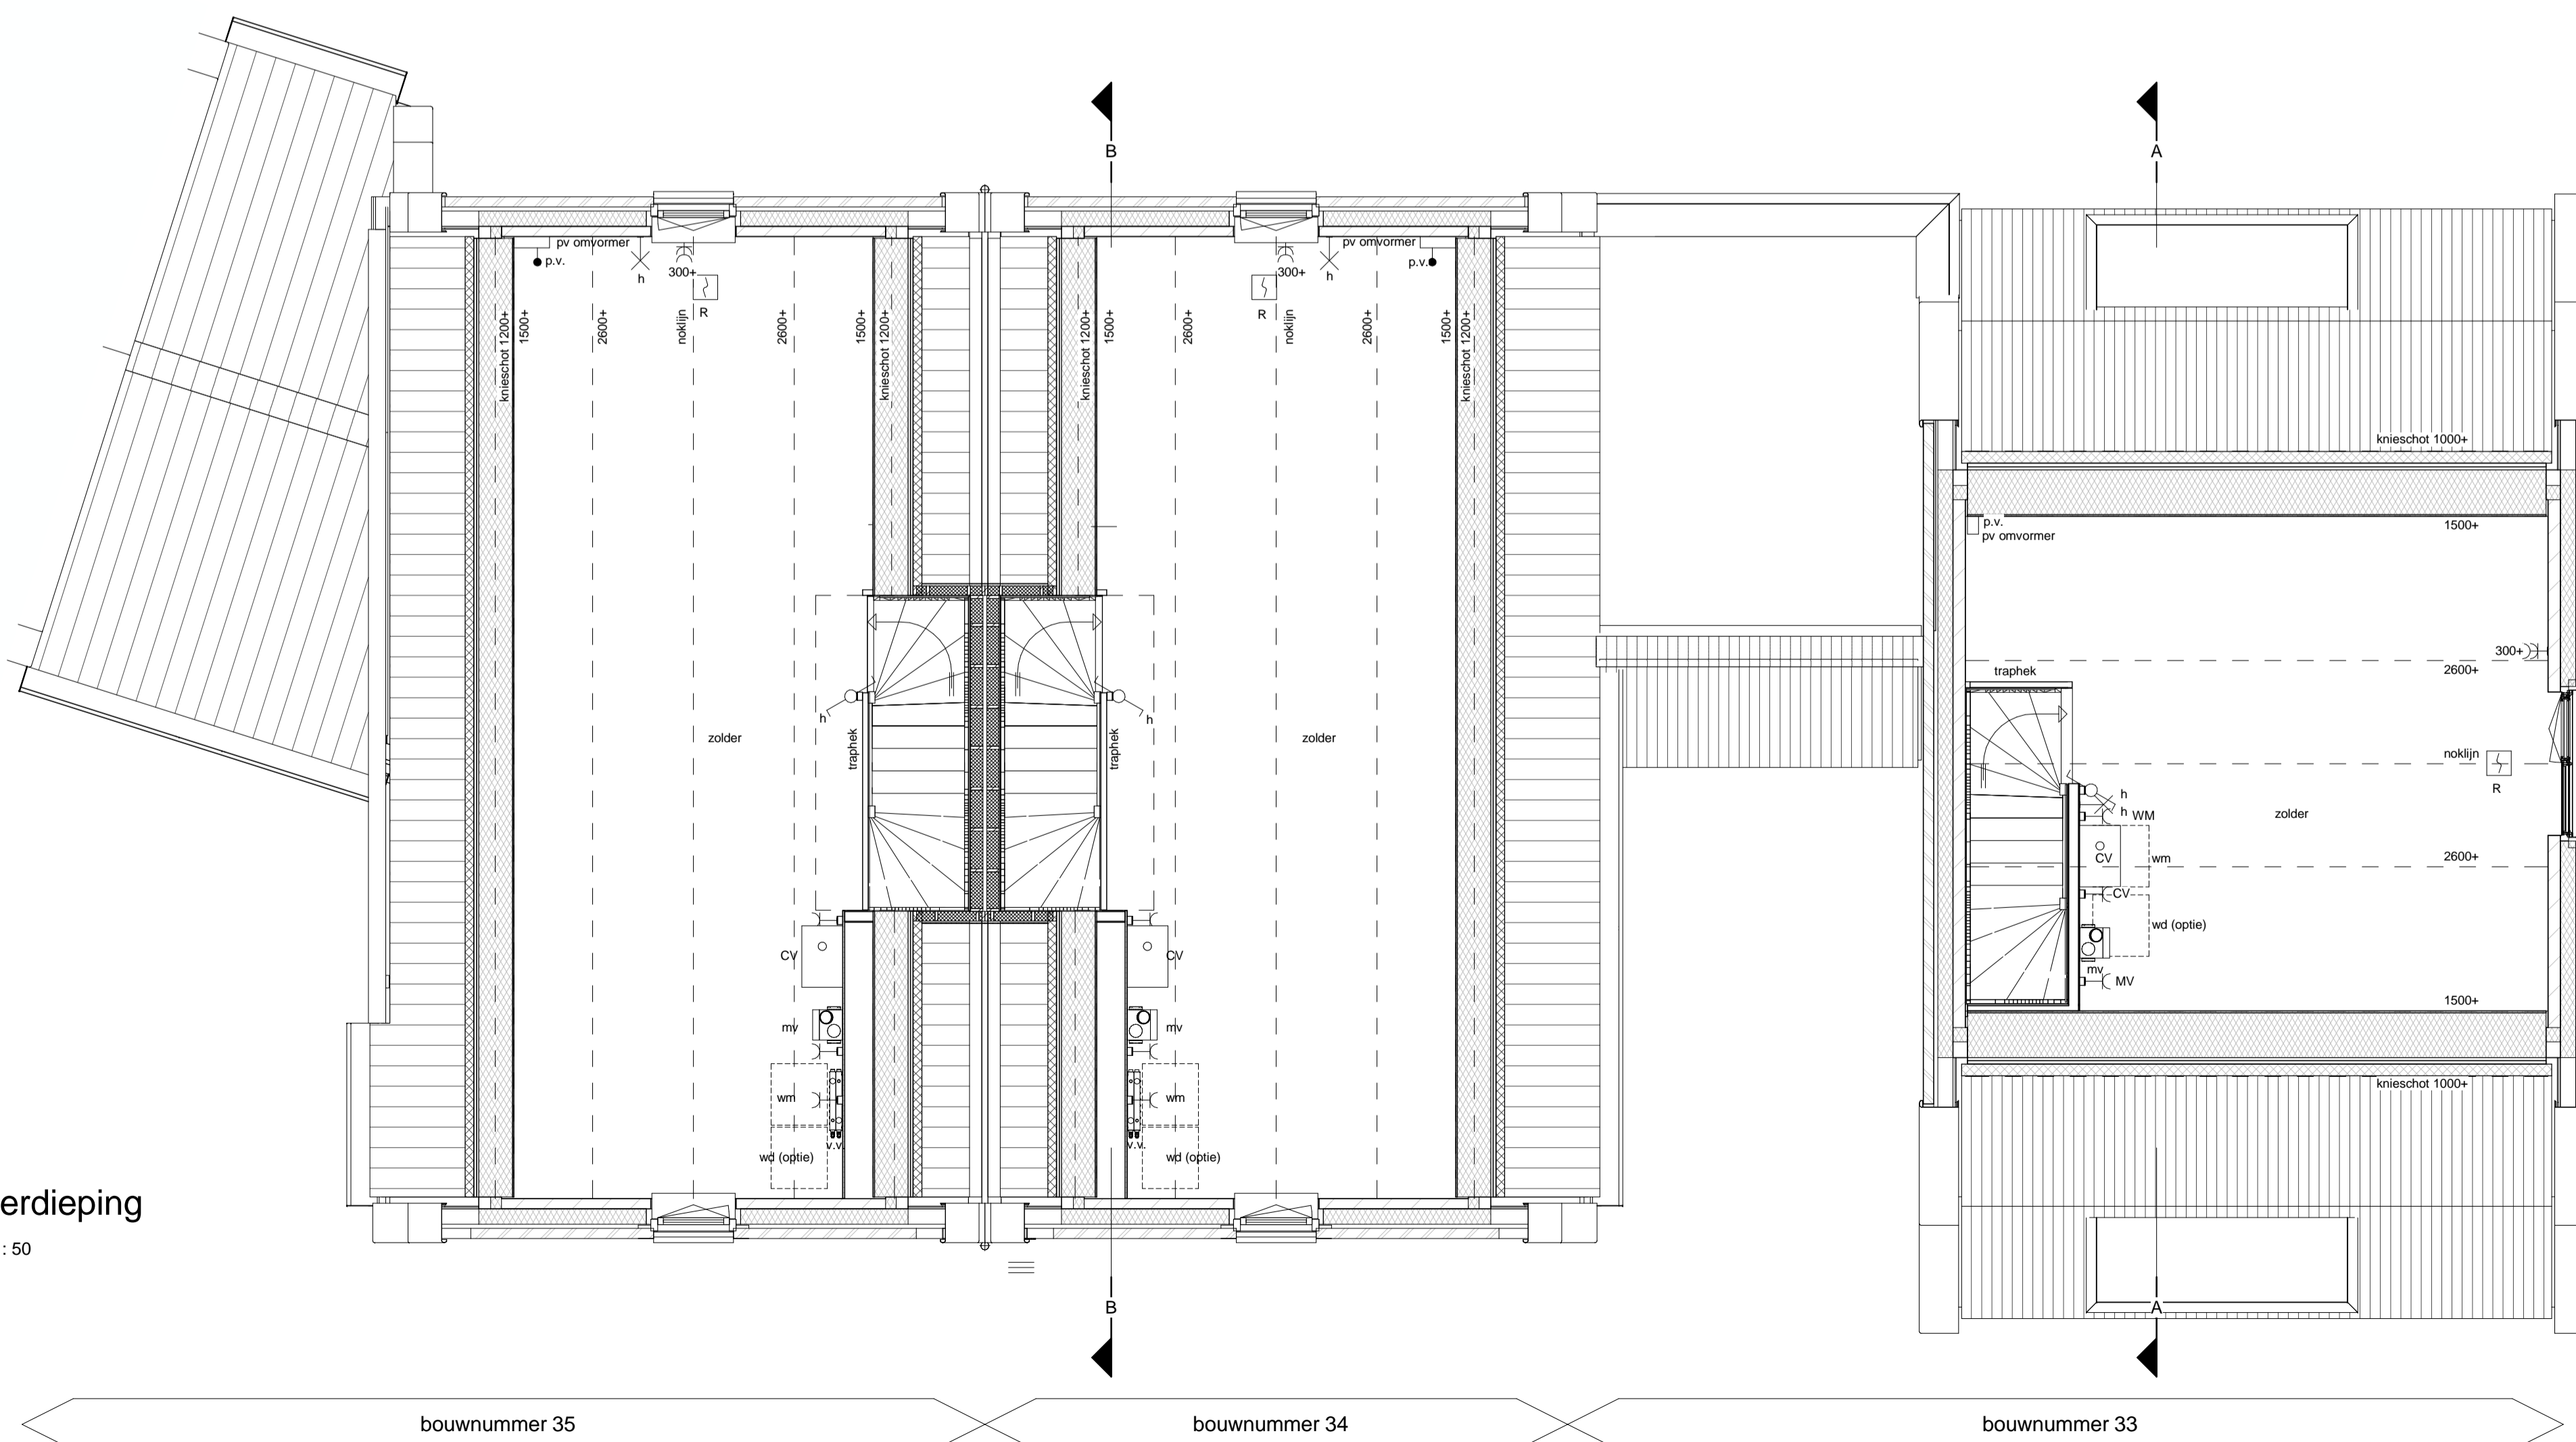 B
A
pv omvormer
p.v.
h
300+
R
knieschot 1200+
1500+
2600+
noklijn
2600+
1500+
knieschot 1200+
pv omvormer
p.v.
h
300+
R
knieschot 1200+
1500+
2600+
noklijn
2600+
1500+
knieschot 1200+
knieschot 1000+
p.v.
pv omvormer
1500+
300+
2600+
traphek
h
h
zolder
traphek
traphek
zolder
noklijn
R
h
h
WM
zolder
CV
wm
2600+
CV
wd (optie)
CV
CV
mv
MV
1500+
mv
mv
knieschot 1000+
wm
wm
v.v.
v.v.
wd (optie)
wd (optie)
erdieping
: 50
B
A
bouwnummer 35
bouwnummer 34
bouwnummer 33